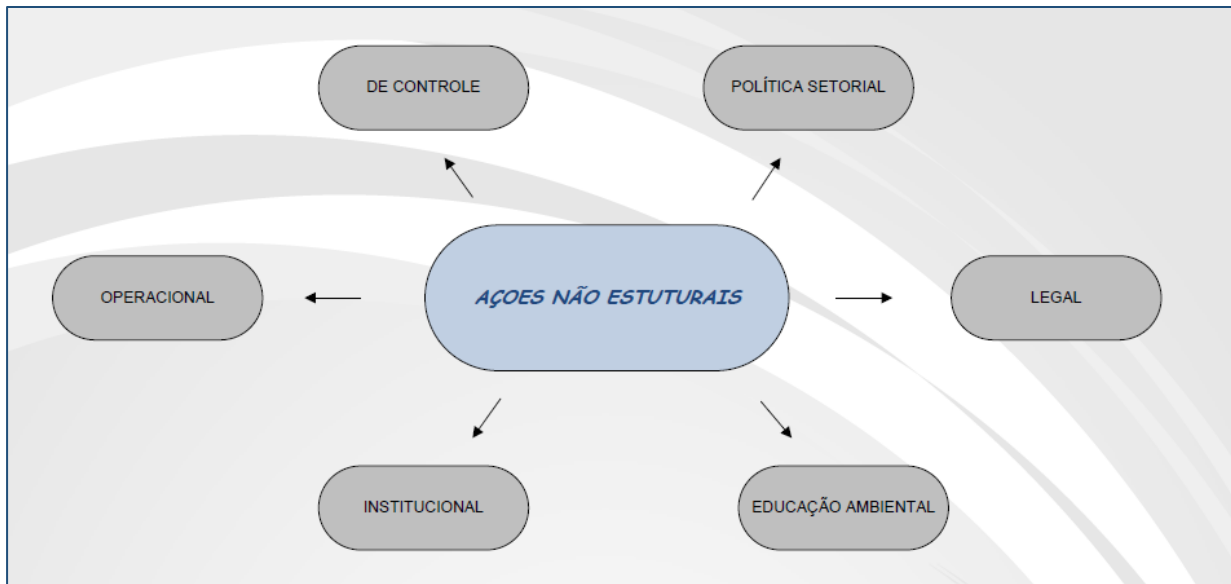 DE CONTROLE
POLÍTICA SETORIAL
OPERACIONAL
AÇOES NÃO ESTUTURAIS
LEGAL
INSTITUCIONAL
EDUCAÇÃO AMBIENTAL